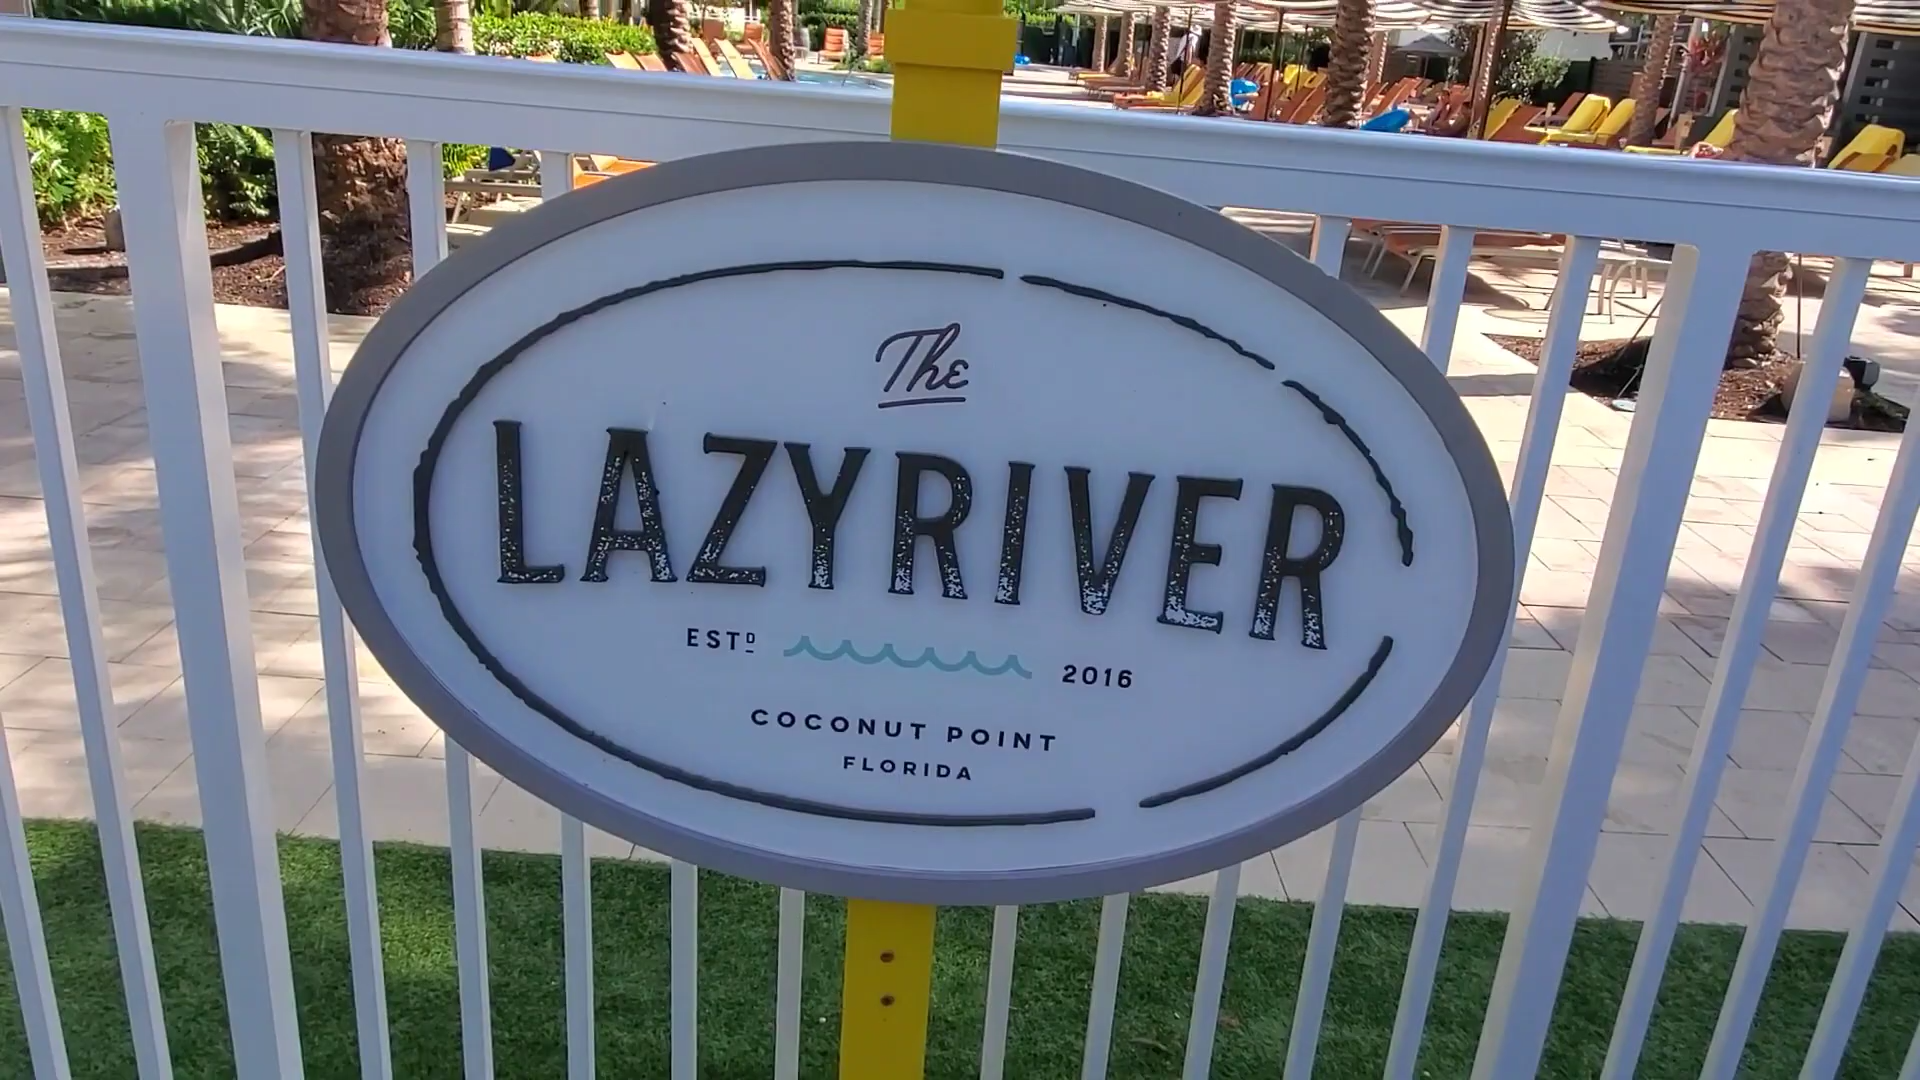 The
LAZYRIVER
ESTD 2016
COCONUT POINT
FLORIDA